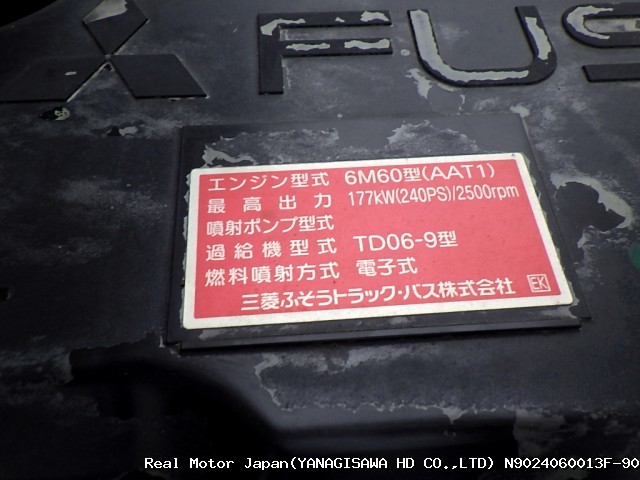 FUS
エンジン型式 6M60型(AAT1)
最高出力 177kW(240PS)/2500rpm
噴射ポンプ型式
過給機型式 TD06-9型
燃料噴射方式 電子式
三菱ふそうトラック・バス株式会社 EK
Real Motor Japan(YANAGISAWA HD CO.,LTD) N9024060013F-90